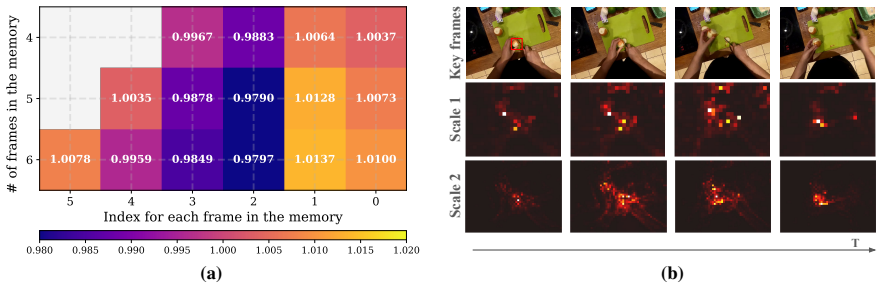 # of frames in the memory
4
0.9967 0.9883 1.0064 1.0037
5
1.0035 0.9878 0.9790 1.0128 1.0073
6
1.0078 0.9959 0.9849 0.9797 1.0137 1.0100
5 4 3 2 1 0
Index for each frame in the memory
0.980 0.985 0.990 0.995 1.000 1.005 1.010 1.015 1.020
(a)
Key frames
Scale 1
Scale 2
T
(b)